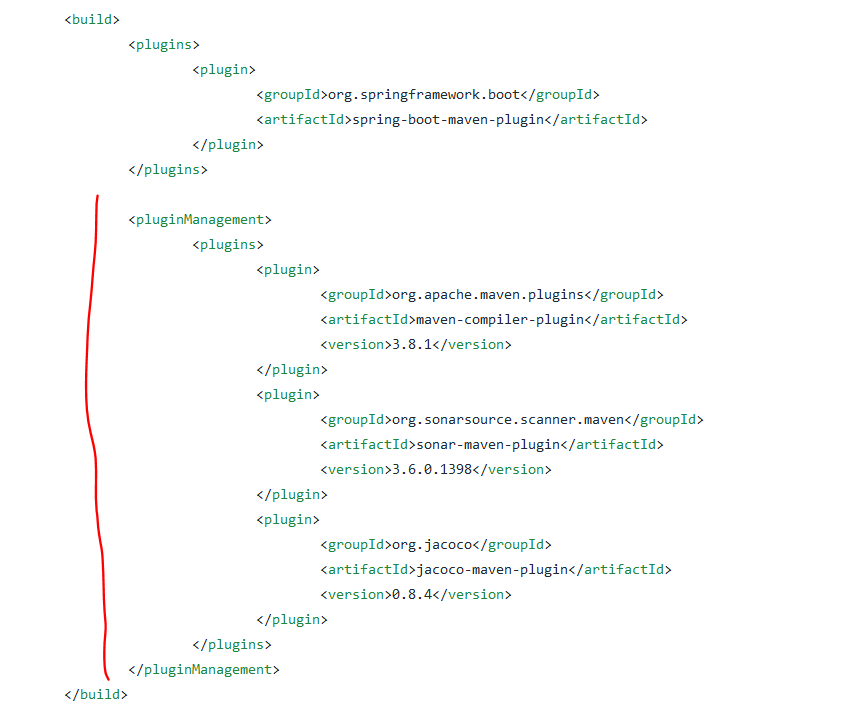 <build>
<plugins>
<plugin>
<groupId>org.springframework.boot</groupId>
<artifactId>spring-boot-maven-plugin</artifactId>
</plugin>
</plugins>
<pluginManagement>
<plugins>
<plugin>
<groupId>org.apache.maven.plugins</groupId>
<artifactId>maven-compiler-plugin</artifactId>
<version>3.8.1</version>
</plugin>
<plugin>
<groupId>org.sonarsource.scanner.maven</groupId>
<artifactId>sonar-maven-plugin</artifactId>
<version>3.6.0.1398</version>
</plugin>
<plugin>
<groupId>org.jacoco</groupId>
<artifactId>jacoco-maven-plugin</artifactId>
<version>0.8.4</version>
</plugin>
</plugins>
</pluginManagement>
</build>